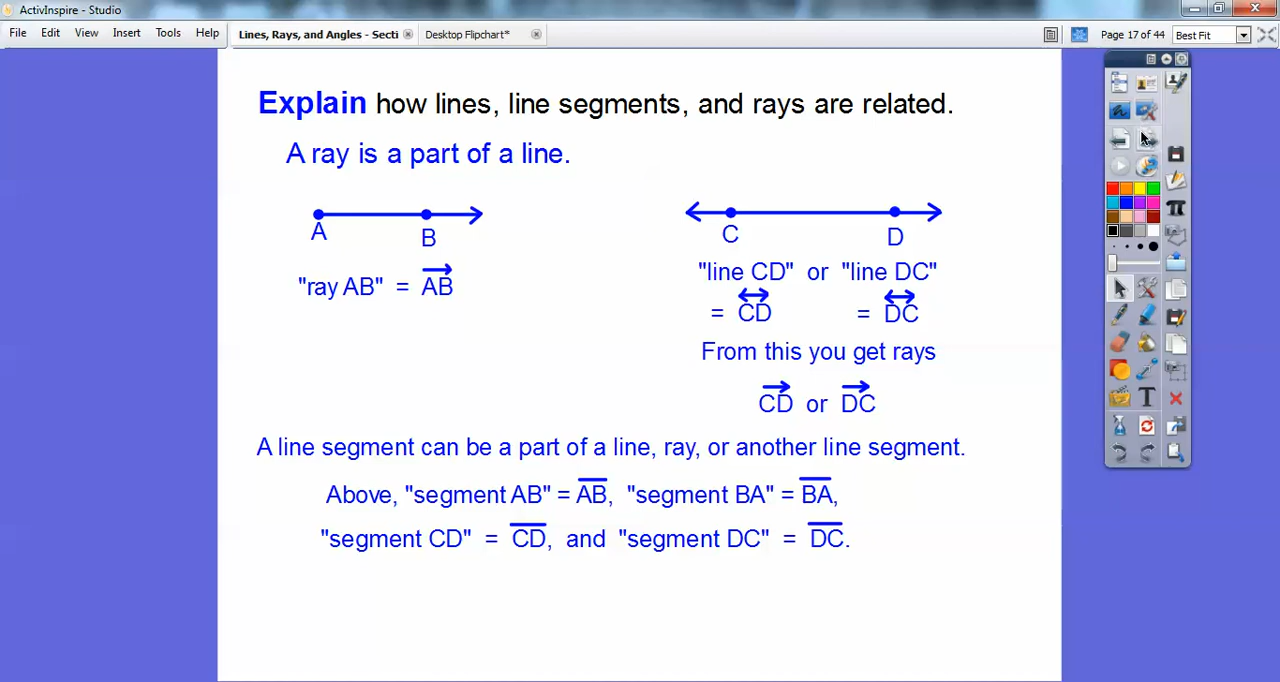 ActivInspire - Studio
File Edit View Insert Tools Help
Lines, Rays, and Angles - Secti
Desktop Flipchart*
Page 17 of 44
Best Fit
Explain how lines, line segments, and rays are related.
A ray is a part of a line.
A B
C D
"ray AB" = AB
"line CD" or "line DC"
= CD = DC
From this you get rays
CD or DC
A line segment can be a part of a line, ray, or another line segment.
Above, "segment AB" = AB, "segment BA" = BA,
"segment CD" = CD, and "segment DC" = DC.